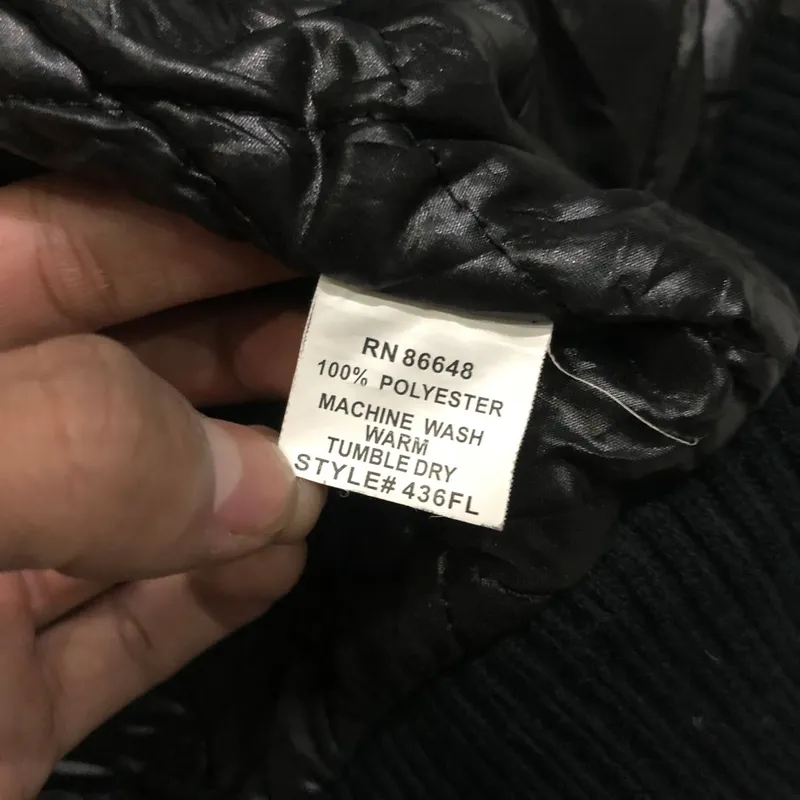 RN 86648
100% POLYESTER
MACHINE WASH
WARM
TUMBLE DRY
STYLE# 436FL